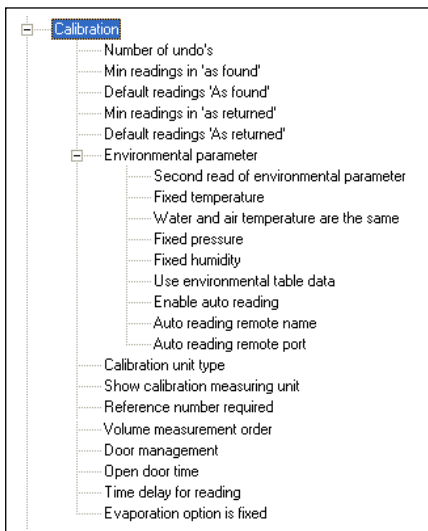 Calibration
Number of undo's
Min readings in 'as found'
Default readings 'As found'
Min readings in 'as returned'
Default readings 'As returned'
Environmental parameter
Second read of environmental parameter
Fixed temperature
Water and air temperature are the same
Fixed pressure
Fixed humidity
Use environmental table data
Enable auto reading
Auto reading remote name
Auto reading remote port
Calibration unit type
Show calibration measuring unit
Reference number required
Volume measurement order
Door management
Open door time
Time delay for reading
Evaporation option is fixed